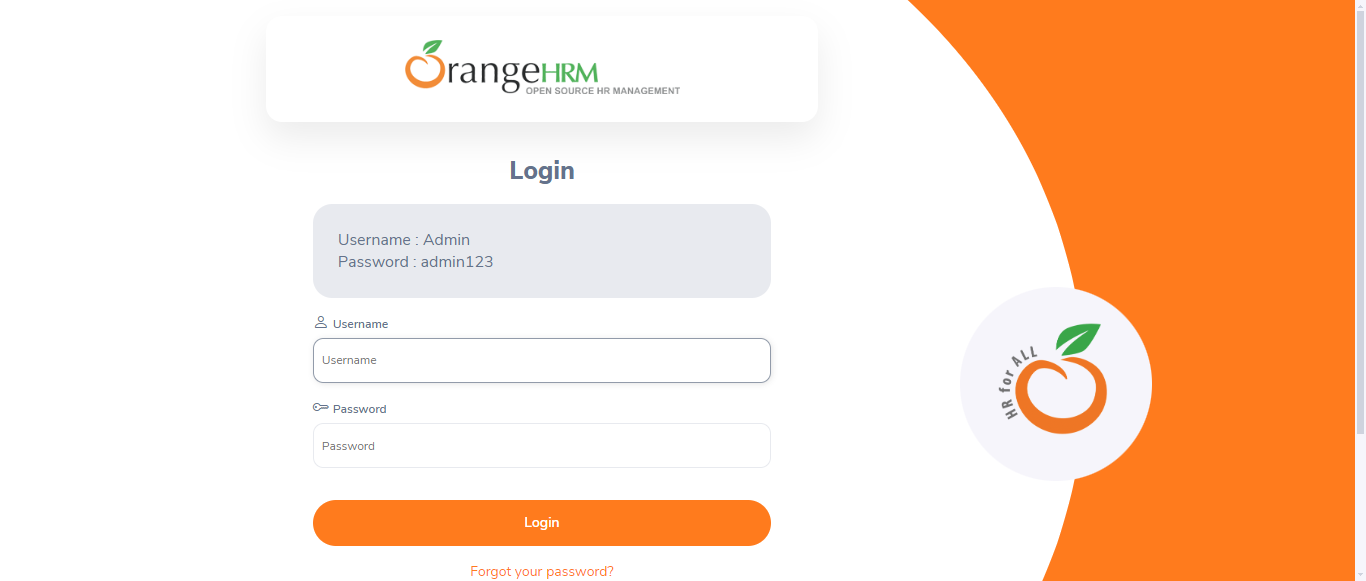 OrangeHRM
OPEN SOURCE HR MANAGEMENT
Login
Username : Admin
Password : admin123
Username
Username
Password
Password
Login
Forgot your password?
HR for ALL